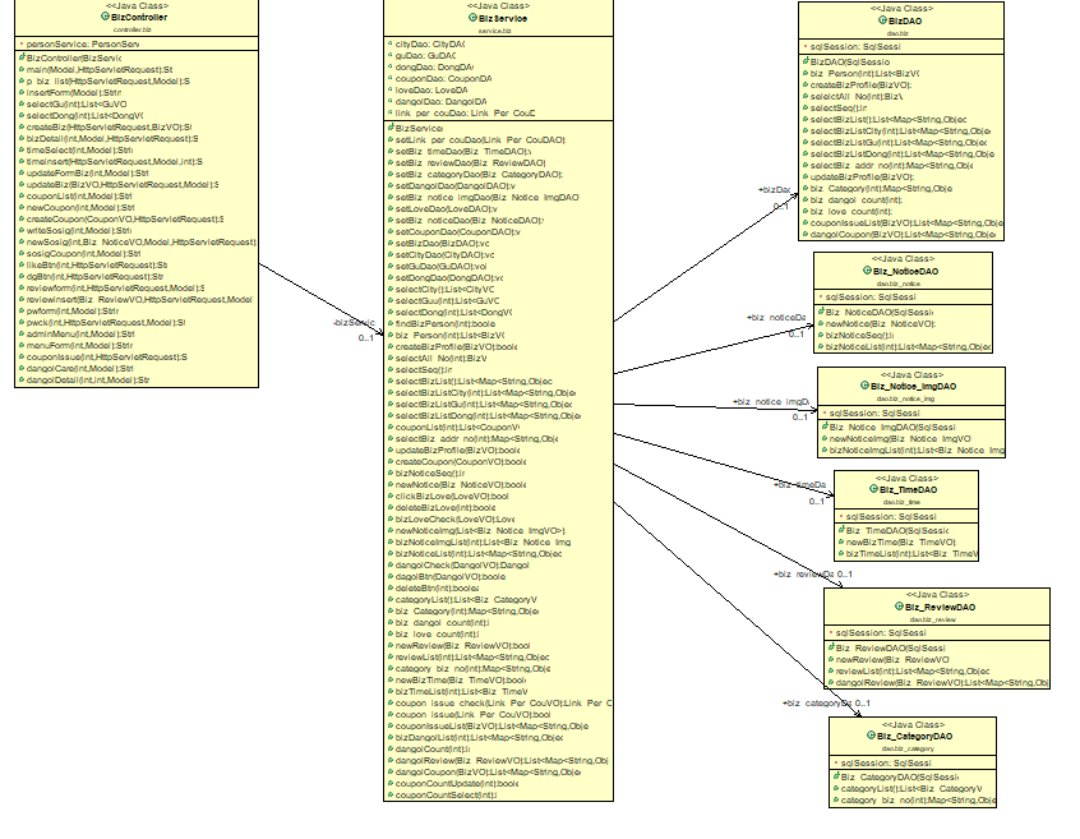 <<Java Class>>
BizController
controller.biz
personService: PersonServ
BizController(BizServic
main(Model,HttpServletRequest):St
p_biz_list(HttpServletRequest,Model):S
insertForm(Model):Strin
selectGu(int):List<GuVO
selectDong(int):List<DongV
createBiz(HttpServletRequest,BizVO):S
bizDetail(int,Model,HttpServletRequest):S
timeSelect(int,Model):Stri
timeinsert(HttpServletRequest,Model,int):S
updateFormBiz(int,Model):Stri
updateBiz(BizVO,HttpServletRequest,Model):S
couponList(int,Model):Stri
newCoupon(int,Model):Stri
createCoupon(CouponVO,HttpServletRequest):S
writeSosig(int,Model):Stri
newSosig(int,Biz_NoticeVO,Model,HttpServletRequest)
sosigCoupon(int,Model):Stri
likeBtn(int,HttpServletRequest):Str
dgBtn(int,HttpServletRequest):Str
reviewform(int,HttpServletRequest,Model):S
reviewinsert(Biz_ReviewVO,HttpServletRequest,Model
pwform(int,Model):Stri
pwck(int,HttpServletRequest,Model):S
adminMenu(int,Model):Stri
menuForm(int,Model):Strir
couponIssue(int,HttpServletRequest):S
dangolCare(int,Model):Stri
dangolDetail(int,int,Model):Str
-bizServic
0..1
<<Java Class>>
BizService
service.biz
cityDao: CityDA
guDao: GuDA
dongDao: DongDA
couponDao: CouponDA
loveDao: LoveDA
dangolDao: DangolDA
link_per_couDao: Link_Per_Cou
BizService
setLink_per_couDao(Link_Per_CouDAO)
setBiz_timeDao(Biz_TimeDAO):v
setBiz_reviewDao(Biz_ReviewDAO)
setBiz_categoryDao(Biz_CategoryDAO):
setDangolDao(DangolDAO):v
setBiz_notice_imgDao(Biz_Notice_ImgDAO
setLoveDao(LoveDAO):v
setBiz_noticeDao(Biz_NoticeDAO):
setCouponDao(CouponDAO):v
setBizDao(BizDAO):vc
setCityDao(CityDAO):vc
setGuDao(GuDAO):voi
setDongDao(DongDAO):vc
selectCity():List<CityVO
selectGuu(int):List<GuVO
selectDong(int):List<DongV
findBizPerson(int):boole
biz_Person(int):List<BizV
createBizProfile(BizVO):boole
selectAll_No(int):BizV
selectSeq():ir
selectBizList():List<Map<String,Objec
selectBizListCity(int):List<Map<String,Obje
selectBizListGu(int):List<Map<String,Obje
selectBizListDong(int):List<Map<String,Obje
couponList(int):List<CouponV
selectBiz_addr_no(int):Map<String,Obje
updateBizProfile(BizVO):boole
createCoupon(CouponVO):boole
bizNoticeSeq():ir
newNotice(Biz_NoticeVO):boole
clickBizLove(LoveVO):bool
deleteBizLove(int):boole
bizLoveCheck(LoveVO):Love
newNoticeImg(List<Biz_Notice_ImgVO>)
bizNoticeImgList(int):List<Biz_Notice_Img
bizNoticeList(int):List<Map<String,Objec
dangolCheck(DangolVO):Dangol
dagolBtn(DangolVO):boole
deleteBtn(int):boolea
categoryList():List<Biz_CategoryV
biz_Category(int):Map<String,Obje
biz_dangol_count(int):i
biz_love_count(int):i
newReview(Biz_ReviewVO):bool
reviewList(int):List<Map<String,Objec
category_biz_no(int):Map<String,Obje
newBizTime(Biz_TimeVO):boole
bizTimeList(int):List<Biz_TimeV
coupon_issue_check(Link_Per_CouVO):Link_Per_C
coupon_issue(Link_Per_CouVO):bool
couponIssueList(BizVO):List<Map<String,Obje
bizDangolList(int):List<Map<String,Objec
dangolCount(int):i
dangolReview(Biz_ReviewVO):List<Map<String,Obj
dangolCoupon(BizVO):List<Map<String,Obje
couponCountUpdate(int):boole
couponCountSelect(int):i
+bizDao
0..1
<<Java Class>>
BizDAO
dao.biz
sqlSession: SqlSessi
BizDAO(SqlSessio
biz_Person(int):List<BizV
createBizProfile(BizVO):
selelctAll_No(int):BizV
selectSeq():ir
selectBizList():List<Map<String,Objec
selectBizListCity(int):List<Map<String,Obje
selectBizListGu(int):List<Map<String,Obje
selectBizListDong(int):List<Map<String,Obje
selectBiz_addr_no(int):Map<String,Obje
updateBizProfile(BizVO):
biz_Category(int):Map<String,Obje
biz_dangol_count(int):
biz_love_count(int):
couponIssueList(BizVO):List<Map<String,Obje
dangolCoupon(BizVO):List<Map<String,Obje
+biz_noticeDa
0..1
<<Java Class>>
Biz_NoticeDAO
dao.biz_notice
sqlSession: SqlSessi
Biz_NoticeDAO(SqlSessi
newNotice(Biz_NoticeVO):
bizNoticeSeq():i
bizNoticeList(int):List<Map<String,Objec
+biz_notice_imgD
0..1
<<Java Class>>
Biz_Notice_ImgDAO
dao.biz_notice_img
sqlSession: SqlSessi
Biz_Notice_ImgDAO(SqlSessi
newNoticeImg(Biz_Notice_ImgVO
bizNoticeImgList(int):List<Biz_Notice_Img
+biz_timeDa
0..1
<<Java Class>>
Biz_TimeDAO
dao.biz_time
sqlSession: SqlSessi
Biz_TimeDAO(SqlSessi
newBizTime(Biz_TimeVO)
bizTimeList(int):List<Biz_TimeV
+biz_reviewDa 0..1
<<Java Class>>
Biz_ReviewDAO
dao.biz_review
sqlSession: SqlSessi
Biz_ReviewDAO(SqlSessi
newReview(Biz_ReviewVO
reviewList(int):List<Map<String,Objec
dangolReview(Biz_ReviewVO):List<Map<String,Obj
+biz_categoryDa 0..1
<<Java Class>>
Biz_CategoryDAO
dao.biz_category
sqlSession: SqlSessi
Biz_CategoryDAO(SqlSessi
categoryList():List<Biz_CategoryV
category_biz_no(int):Map<String,Obje